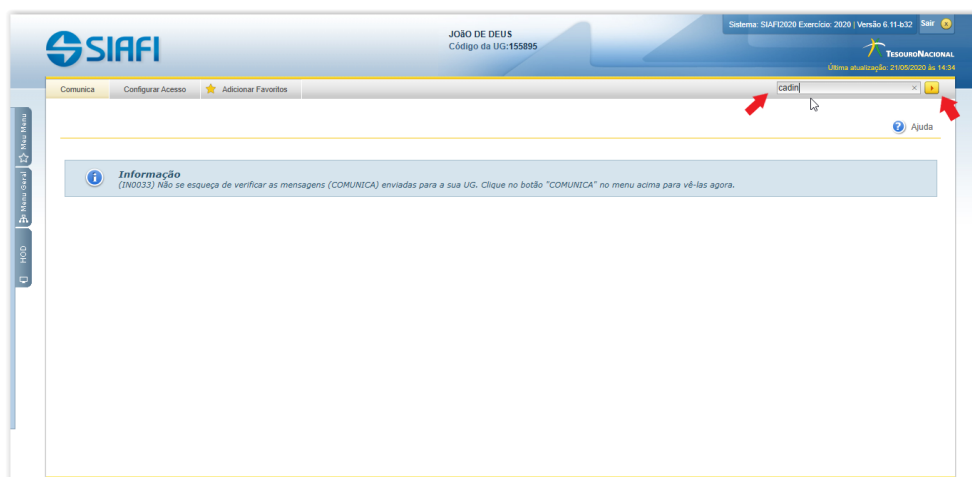 SIAFI
JOãO DE DEUS
Código da UG:155895
Sistema: SIAFI2020 Exercício: 2020 | Versão 6.11-b32 Sair x
TESOURONACIONAL
Última atualização: 21/05/2020 às 14:34
Comunica Configurar Acesso Adicionar Favoritos cadin ×
? Ajuda
Meu Menu
Menu Geral
HOD
i Informação
(IN0033) Não se esqueça de verificar as mensagens (COMUNICA) enviadas para a sua UG. Clique no botão "COMUNICA" no menu acima para vê-las agora.